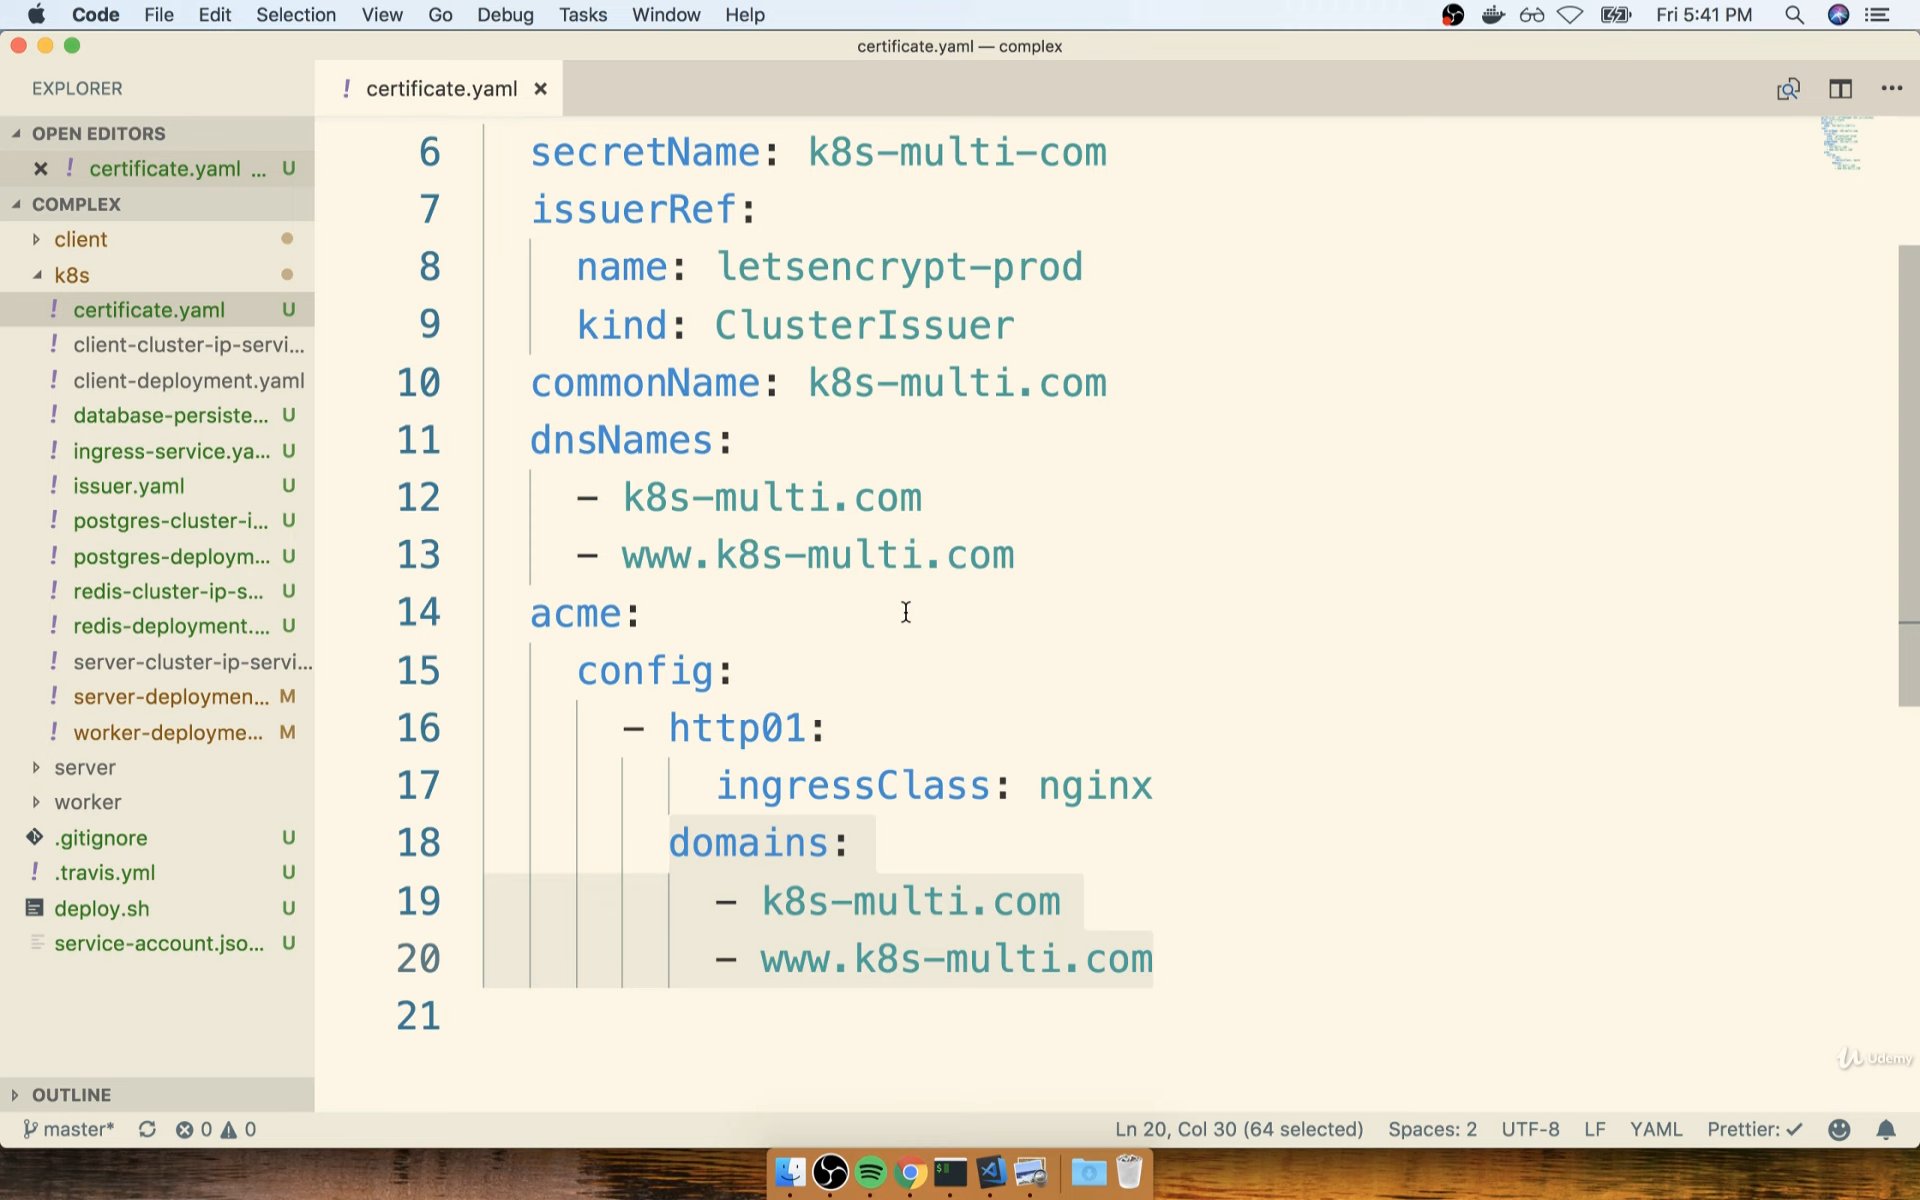 Code File Edit Selection View Go Debug Tasks Window Help Fri 5:41 PM
certificate.yaml — complex
EXPLORER
! certificate.yaml ×
OPEN EDITORS
× ! certificate.yaml ... U
COMPLEX
client
k8s
! certificate.yaml U
! client-cluster-ip-servi...
! client-deployment.yaml
! database-persiste... U
! ingress-service.ya... U
! issuer.yaml U
! postgres-cluster-i... U
! postgres-deploym... U
! redis-cluster-ip-s... U
! redis-deployment.... U
! server-cluster-ip-servi...
! server-deploymen... M
! worker-deployme... M
server
worker
.gitignore U
! .travis.yml U
deploy.sh U
service-account.jso... U
OUTLINE
6 secretName: k8s-multi-com
7 issuerRef:
8 name: letsencrypt-prod
9 kind: ClusterIssuer
10 commonName: k8s-multi.com
11 dnsNames:
12 - k8s-multi.com
13 - www.k8s-multi.com
14 acme:
15 config:
16 - http01:
17 ingressClass: nginx
18 domains:
19 - k8s-multi.com
20 - www.k8s-multi.com
21
Udemy
master* 0 0 Ln 20, Col 30 (64 selected) Spaces: 2 UTF-8 LF YAML Prettier: ✓